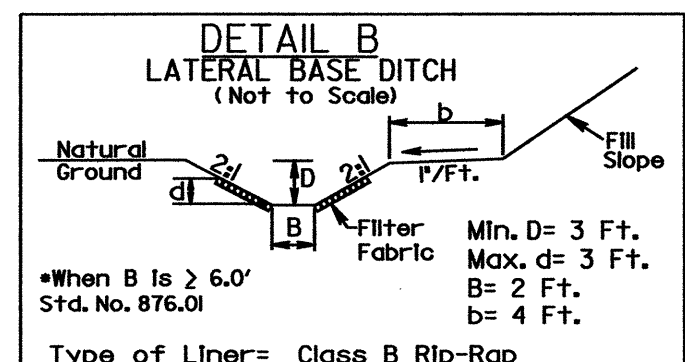 DETAIL B
LATERAL BASE DITCH
(Not to Scale)
b
Natural
Ground
2:1
D
2:1
1"/Ft.
Fill
Slope
d
B
Filter
Fabric
Min. D= 3 Ft.
Max. d= 3 Ft.
B= 2 Ft.
b= 4 Ft.
*When B is ≥ 6.0'
Std. No. 876.01
Type of Liner= Class B Rip-Rap